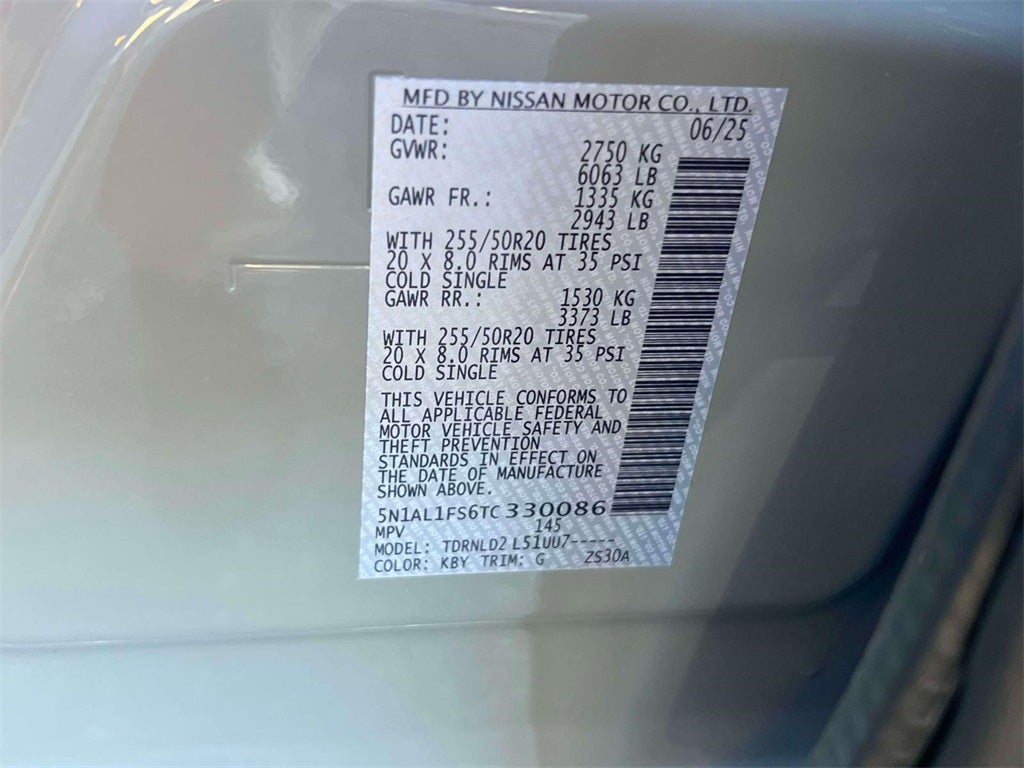 MFD BY NISSAN MOTOR CO., LTD.
DATE: 06/25
GVWR: 2750 KG
6063 LB
GAWR FR.: 1335 KG
2943 LB
WITH 255/50R20 TIRES
20 X 8.0 RIMS AT 35 PSI
COLD SINGLE
GAWR RR.: 1530 KG
3373 LB
WITH 255/50R20 TIRES
20 X 8.0 RIMS AT 35 PSI
COLD SINGLE
THIS VEHICLE CONFORMS TO
ALL APPLICABLE FEDERAL
MOTOR VEHICLE SAFETY AND
THEFT PREVENTION
STANDARDS IN EFFECT ON
THE DATE OF MANUFACTURE
SHOWN ABOVE.
5N1AL1FS6TC330086
MPV 145
MODEL: TDRNLD2 L51UU7-----
COLOR: KBY TRIM: G ZS30A